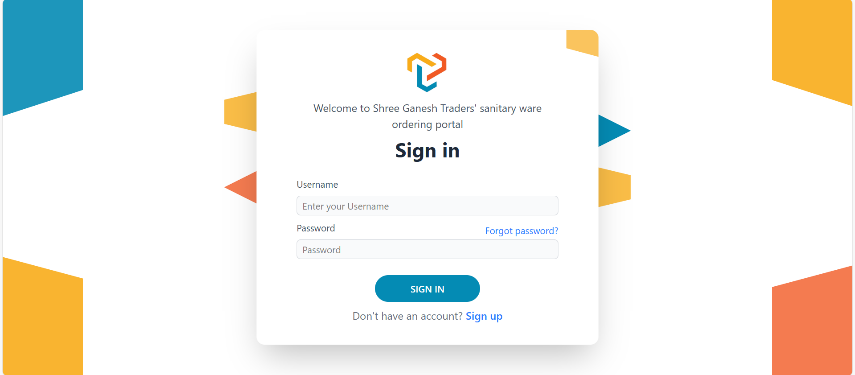 Welcome to Shree Ganesh Traders' sanitary ware
ordering portal
Sign in
Username
Enter your Username
Password
Forgot password?
Password
SIGN IN
Don't have an account? Sign up